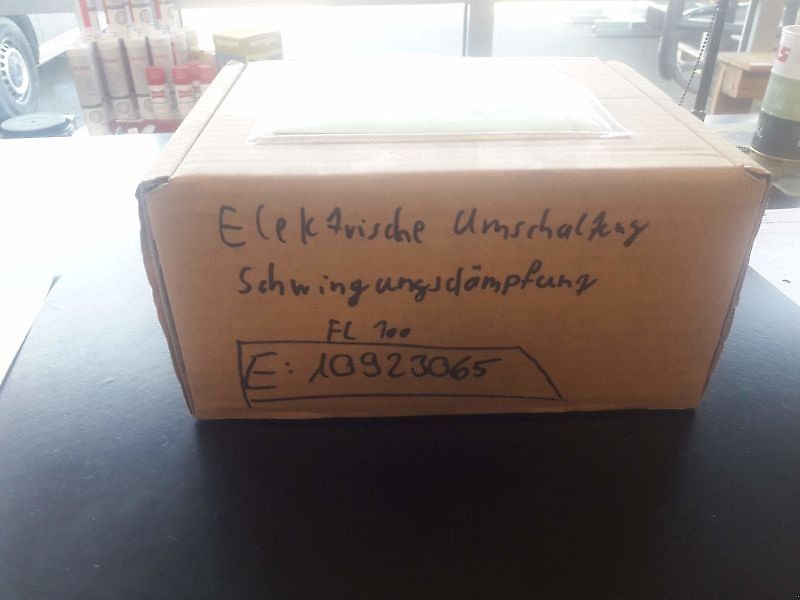 Elektrische Umschaltung
Schwingungsdämpfung
FL 100
E: 10923065